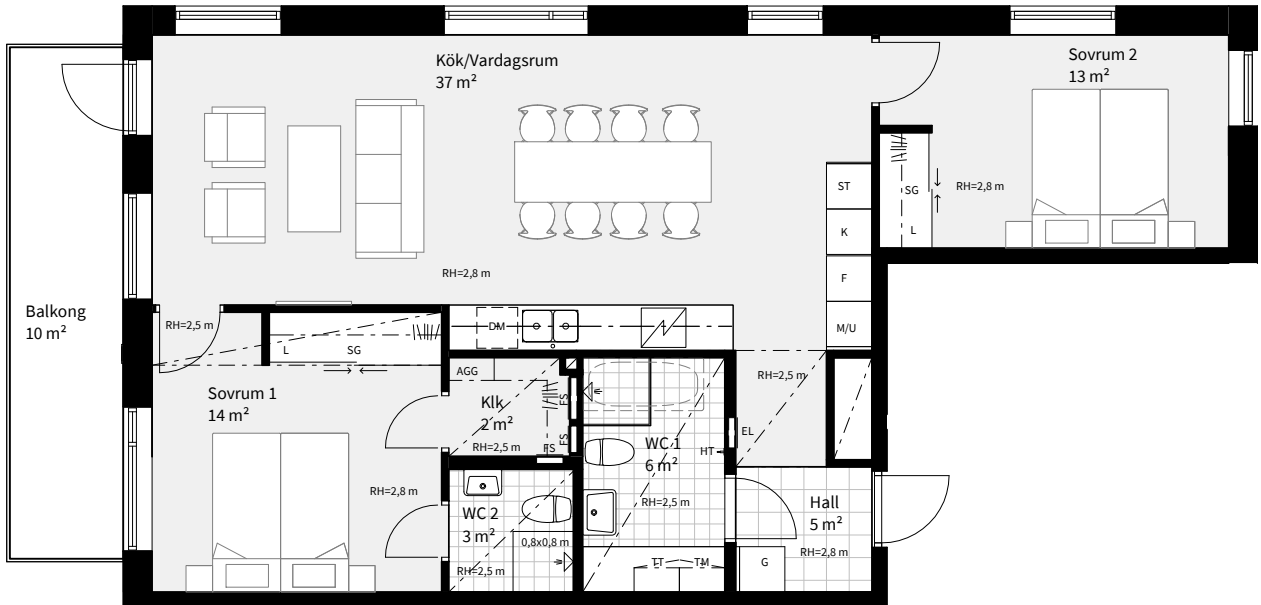 Kök/Vardagsrum
37 m²
Sovrum 2
13 m²
ST
SG
RH=2,8 m
K
L
RH=2,8 m
F
Balkong
10 m²
RH=2,5 m
DM
M/U
L
SG
AGG
RH=2,5 m
Sovrum 1
14 m²
Klk
2 m²
FS
FS
FS
RH=2,5 m
EL
WC 1
6 m²
HT
RH=2,8 m
RH=2,5 m
Hall
5 m²
RH=2,8 m
WC 2
3 m²
0,8x0,8 m
RH=2,5 m
TT
TM
G